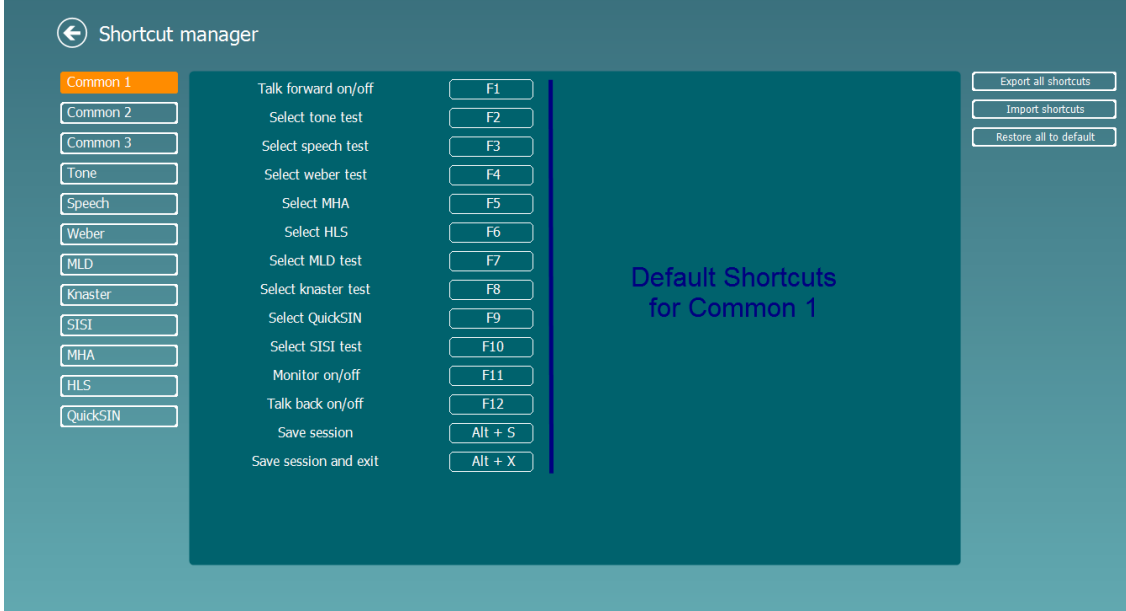 Shortcut manager
Common 1
Common 2
Common 3
Tone
Speech
Weber
MLD
Knaster
SISI
MHA
HLS
QuickSIN
Talk forward on/off F1
Select tone test F2
Select speech test F3
Select weber test F4
Select MHA F5
Select HLS F6
Select MLD test F7
Select knaster test F8
Select QuickSIN F9
Select SISI test F10
Monitor on/off F11
Talk back on/off F12
Save session Alt + S
Save session and exit Alt + X
Default Shortcuts
for Common 1
Export all shortcuts
Import shortcuts
Restore all to default